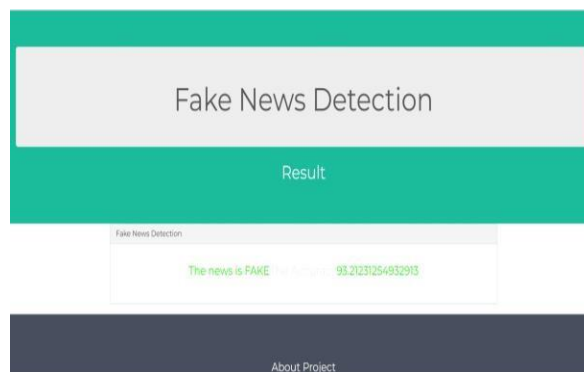 Fake News Detection
Result
Fake News Detection
The news is FAKE 93.21231254932913
About Project